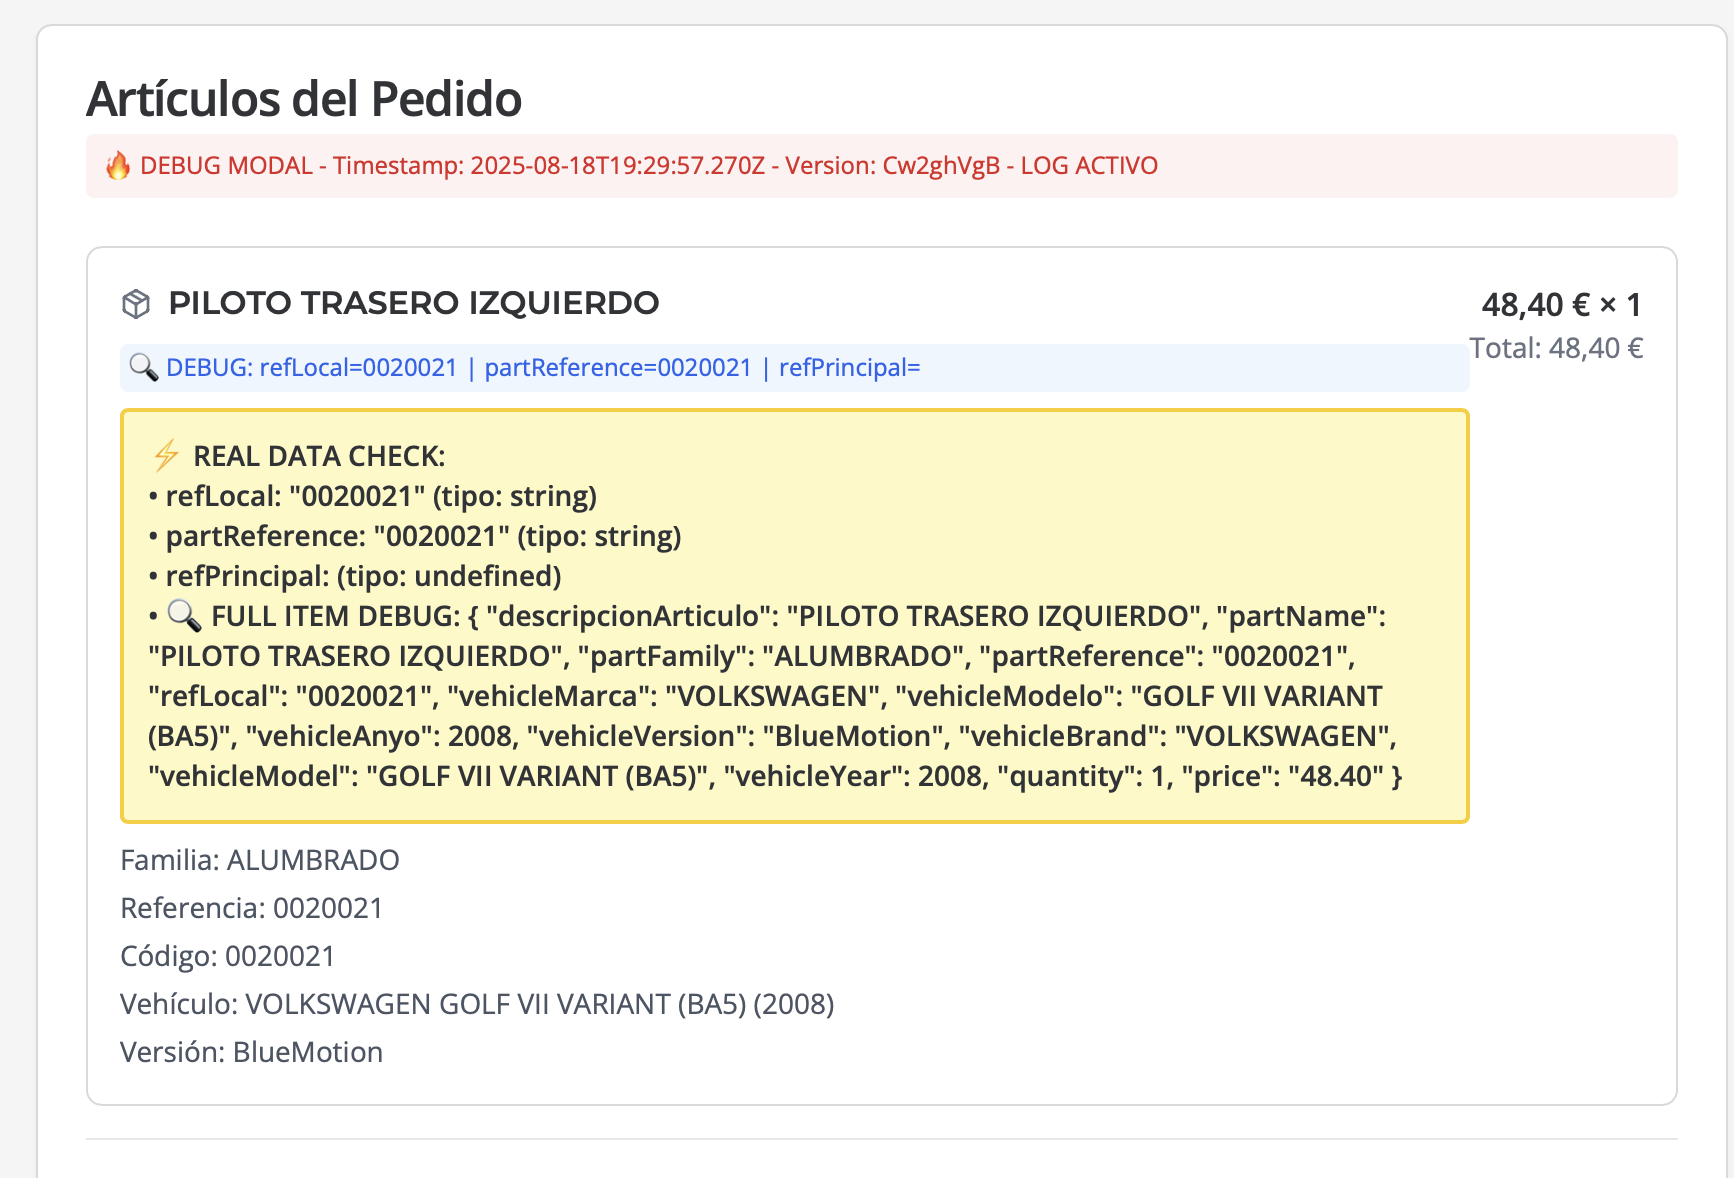 Artículos del Pedido
🔥 DEBUG MODAL - Timestamp: 2025-08-18T19:29:57.270Z - Version: Cw2ghVgB - LOG ACTIVO
PILOTO TRASERO IZQUIERDO
48,40 € × 1
Total: 48,40 €
🔍 DEBUG: refLocal=0020021 | partReference=0020021 | refPrincipal=
⚡ REAL DATA CHECK:
• refLocal: "0020021" (tipo: string)
• partReference: "0020021" (tipo: string)
• refPrincipal: (tipo: undefined)
• 🔍 FULL ITEM DEBUG: { "descripcionArticulo": "PILOTO TRASERO IZQUIERDO", "partName":
"PILOTO TRASERO IZQUIERDO", "partFamily": "ALUMBRADO", "partReference": "0020021",
"refLocal": "0020021", "vehicleMarca": "VOLKSWAGEN", "vehicleModelo": "GOLF VII VARIANT
(BA5)", "vehicleAnyo": 2008, "vehicleVersion": "BlueMotion", "vehicleBrand": "VOLKSWAGEN",
"vehicleModel": "GOLF VII VARIANT (BA5)", "vehicleYear": 2008, "quantity": 1, "price": "48.40" }
Familia: ALUMBRADO
Referencia: 0020021
Código: 0020021
Vehículo: VOLKSWAGEN GOLF VII VARIANT (BA5) (2008)
Versión: BlueMotion